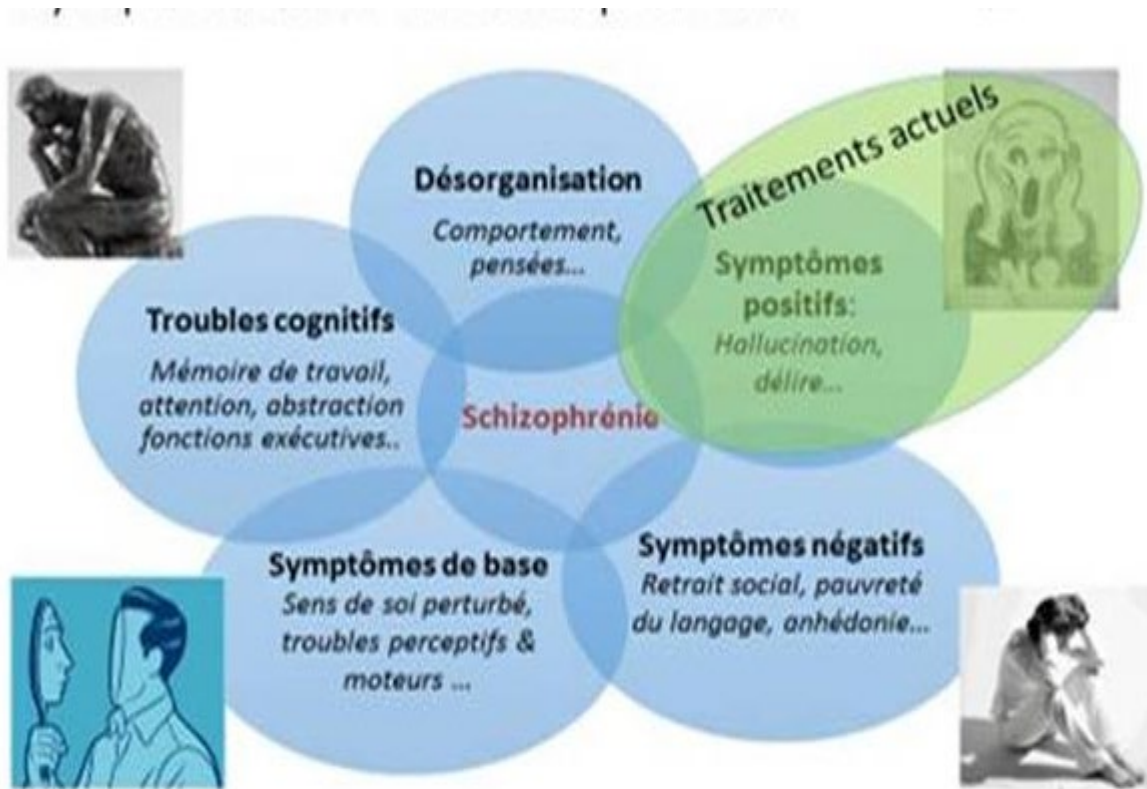 Désorganisation
Comportement,
pensées...
Traitements actuels
Symptômes
positifs:
Hallucination,
délire...
Troubles cognitifs
Mémoire de travail,
attention, abstraction
fonctions exécutives..
Schizophrénie
Symptômes de base
Sens de soi perturbé,
troubles perceptifs &
moteurs ...
Symptômes négatifs
Retrait social, pauvreté
du langage, anhédonie...